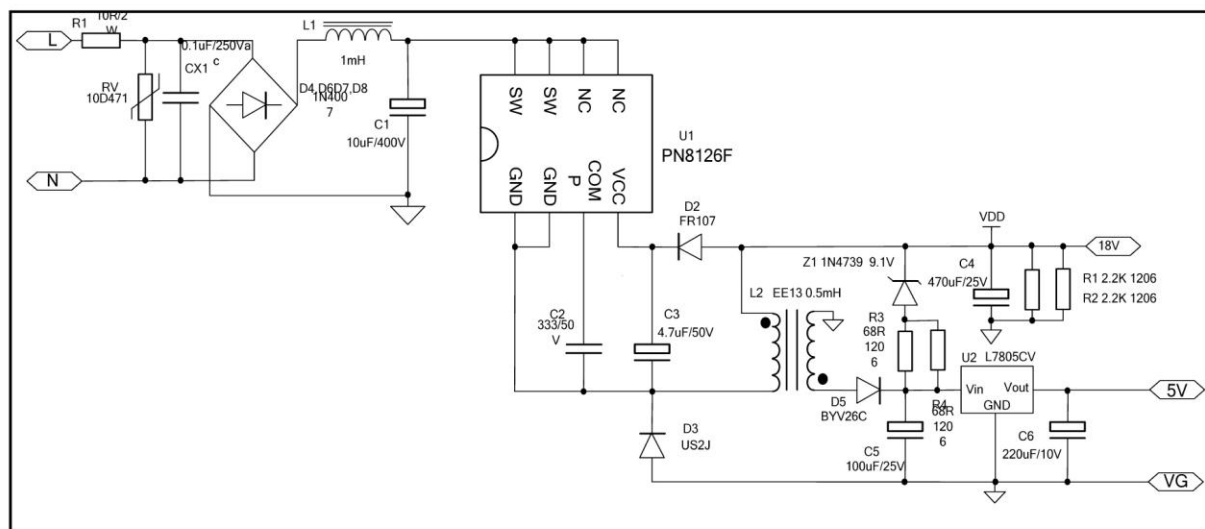 R1
10R/2
W
L
0.1uF/250Va
c
CX1
RV
10D471
N
L1
1mH
D4,D6D7,D8
1N400
7
C1
10uF/400V
SW
SW
NC
NC
GND
GND
COM
P
VCC
U1
PN8126F
D2
FR107
VDD
18V
Z1 1N4739 9.1V
C4
470uF/25V
R1 2.2K 1206
R2 2.2K 1206
L2 EE13 0.5mH
C2
333/50
V
C3
4.7uF/50V
R3
68R
120
6
U2 L7805CV
Vin
Vout
GND
5V
D5
BYV26C
R4
68R
120
6
D3
US2J
C5
100uF/25V
C6
220uF/10V
VG